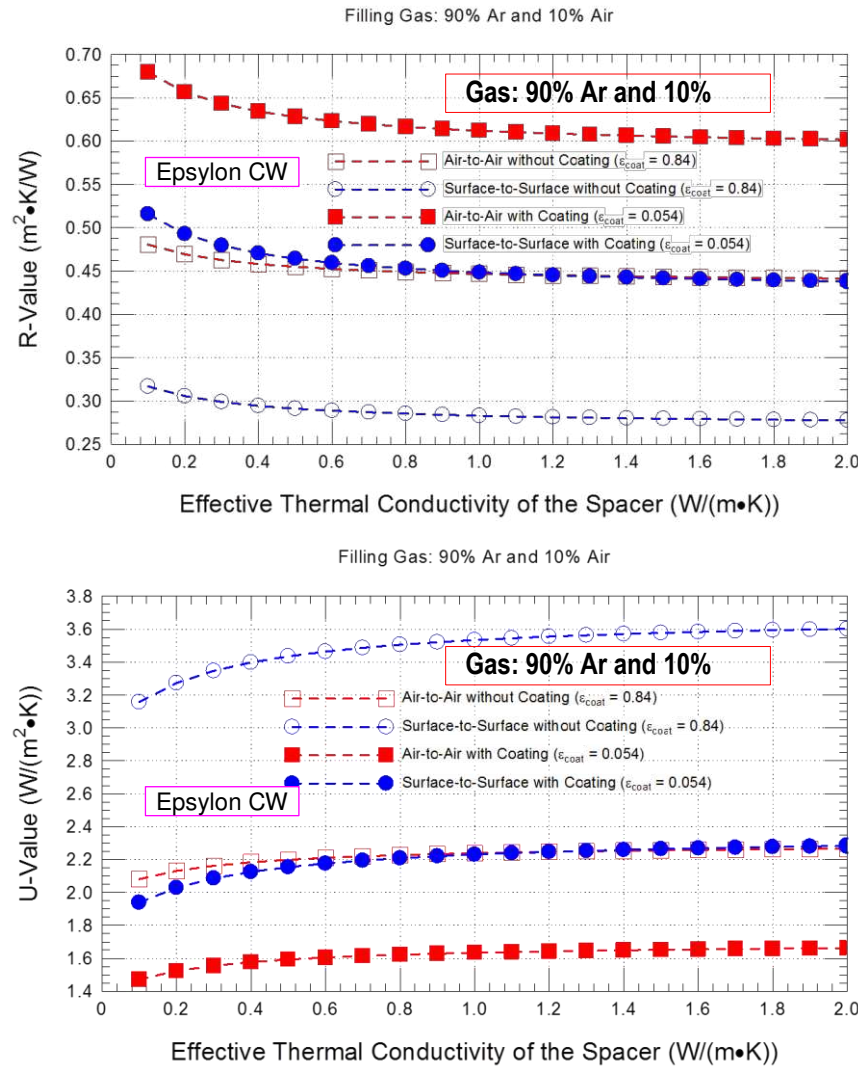 Filling Gas: 90% Ar and 10% Air
Gas: 90% Ar and 10%
Epsylon CW
Air-to-Air without Coating (εcoat = 0.84)
Surface-to-Surface without Coating (εcoat = 0.84)
Air-to-Air with Coating (εcoat = 0.054)
Surface-to-Surface with Coating (εcoat = 0.054)
R-Value (m²•K/W)
0.70
0.65
0.60
0.55
0.50
0.45
0.40
0.35
0.30
0.25
0 0.2 0.4 0.6 0.8 1.0 1.2 1.4 1.6 1.8 2.0
Effective Thermal Conductivity of the Spacer (W/(m•K))
Filling Gas: 90% Ar and 10% Air
Gas: 90% Ar and 10%
Air-to-Air without Coating (εcoat = 0.84)
Surface-to-Surface without Coating (εcoat = 0.84)
Air-to-Air with Coating (εcoat = 0.054)
Surface-to-Surface with Coating (εcoat = 0.054)
Epsylon CW
U-Value (W/(m²•K))
3.8
3.6
3.4
3.2
3.0
2.8
2.6
2.4
2.2
2.0
1.8
1.6
1.4
0 0.2 0.4 0.6 0.8 1.0 1.2 1.4 1.6 1.8 2.0
Effective Thermal Conductivity of the Spacer (W/(m•K))